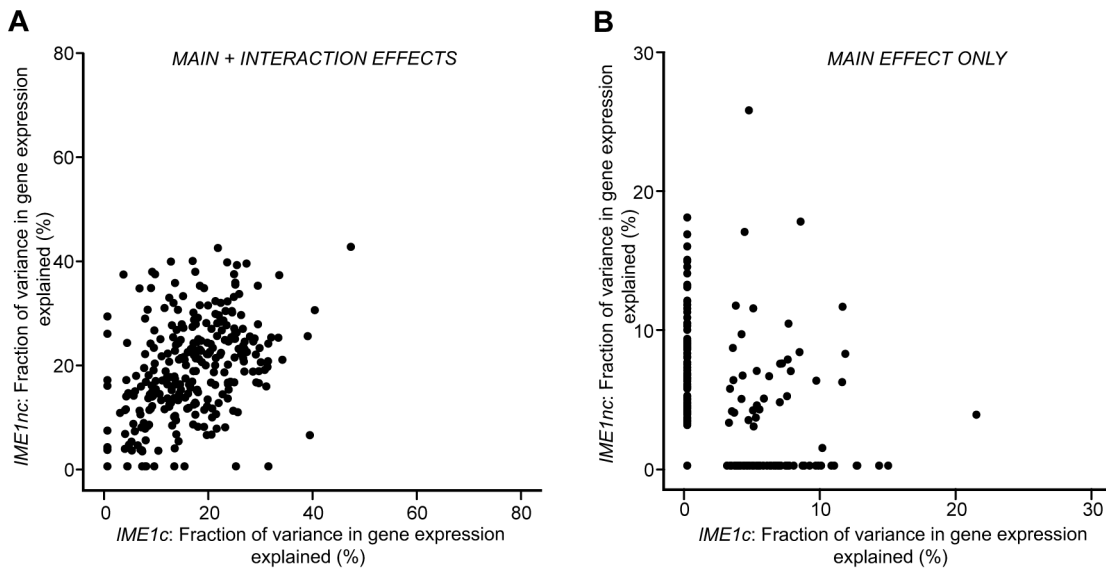 A
MAIN + INTERACTION EFFECTS
IME1nc: Fraction of variance in gene expression
explained (%)
80
60
40
20
0
0 20 40 60 80
IME1c: Fraction of variance in gene expression
explained (%)
B
MAIN EFFECT ONLY
IME1nc: Fraction of variance in gene expression
explained (%)
30
20
10
0
0 10 20 30
IME1c: Fraction of variance in gene expression
explained (%)